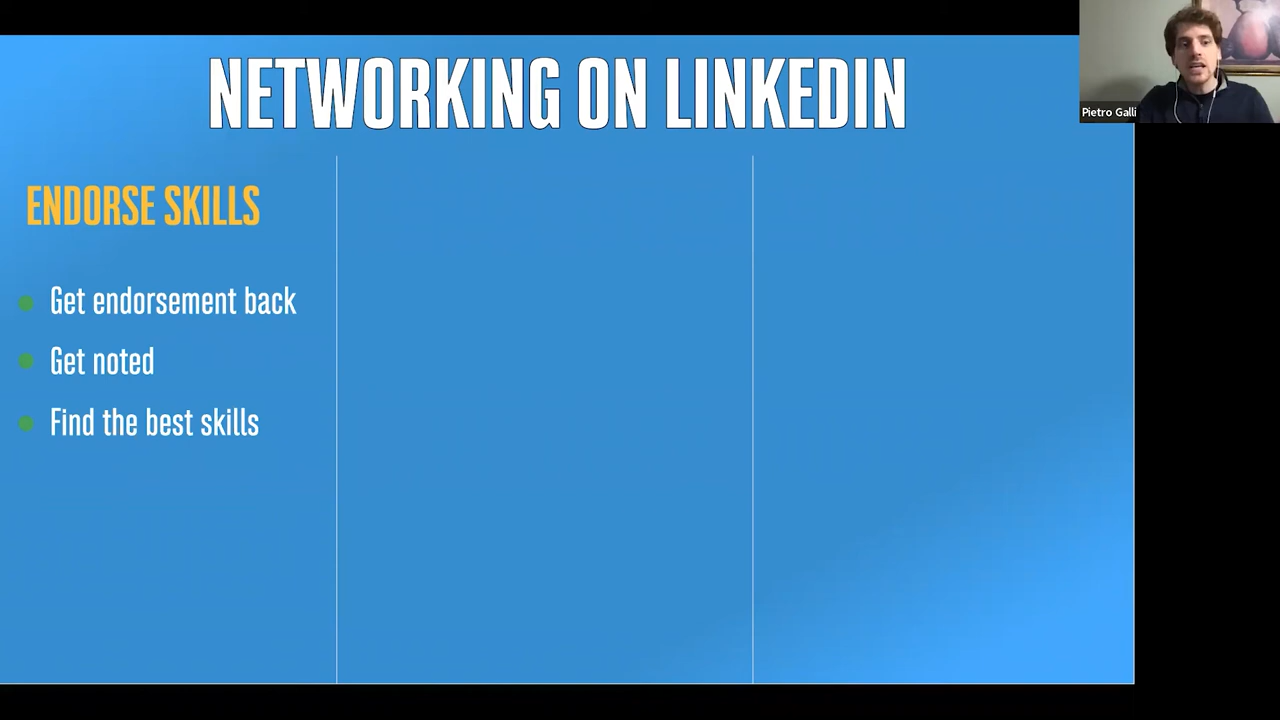 NETWORKING ON LINKEDIN
Pietro Galli
ENDORSE SKILLS
Get endorsement back
Get noted
Find the best skills